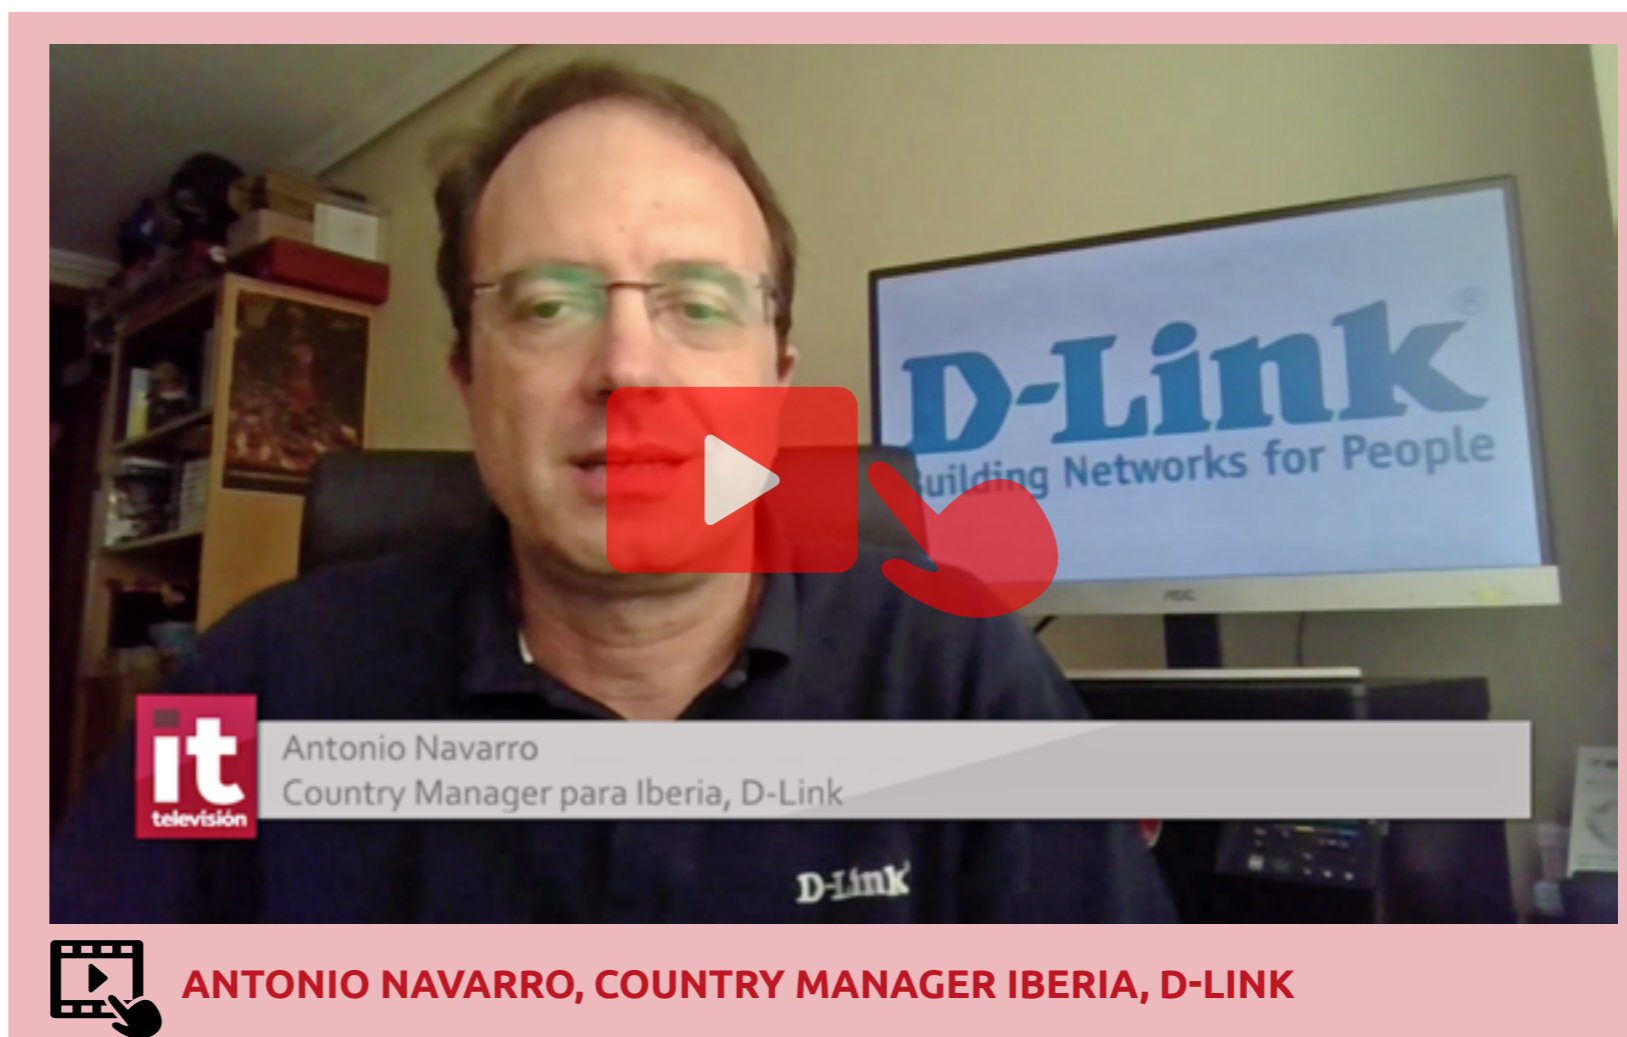 D-Link
Building Networks for People
AOC
it
televisión
Antonio Navarro
Country Manager para Iberia, D-Link
D-Link
ANTONIO NAVARRO, COUNTRY MANAGER IBERIA, D-LINK